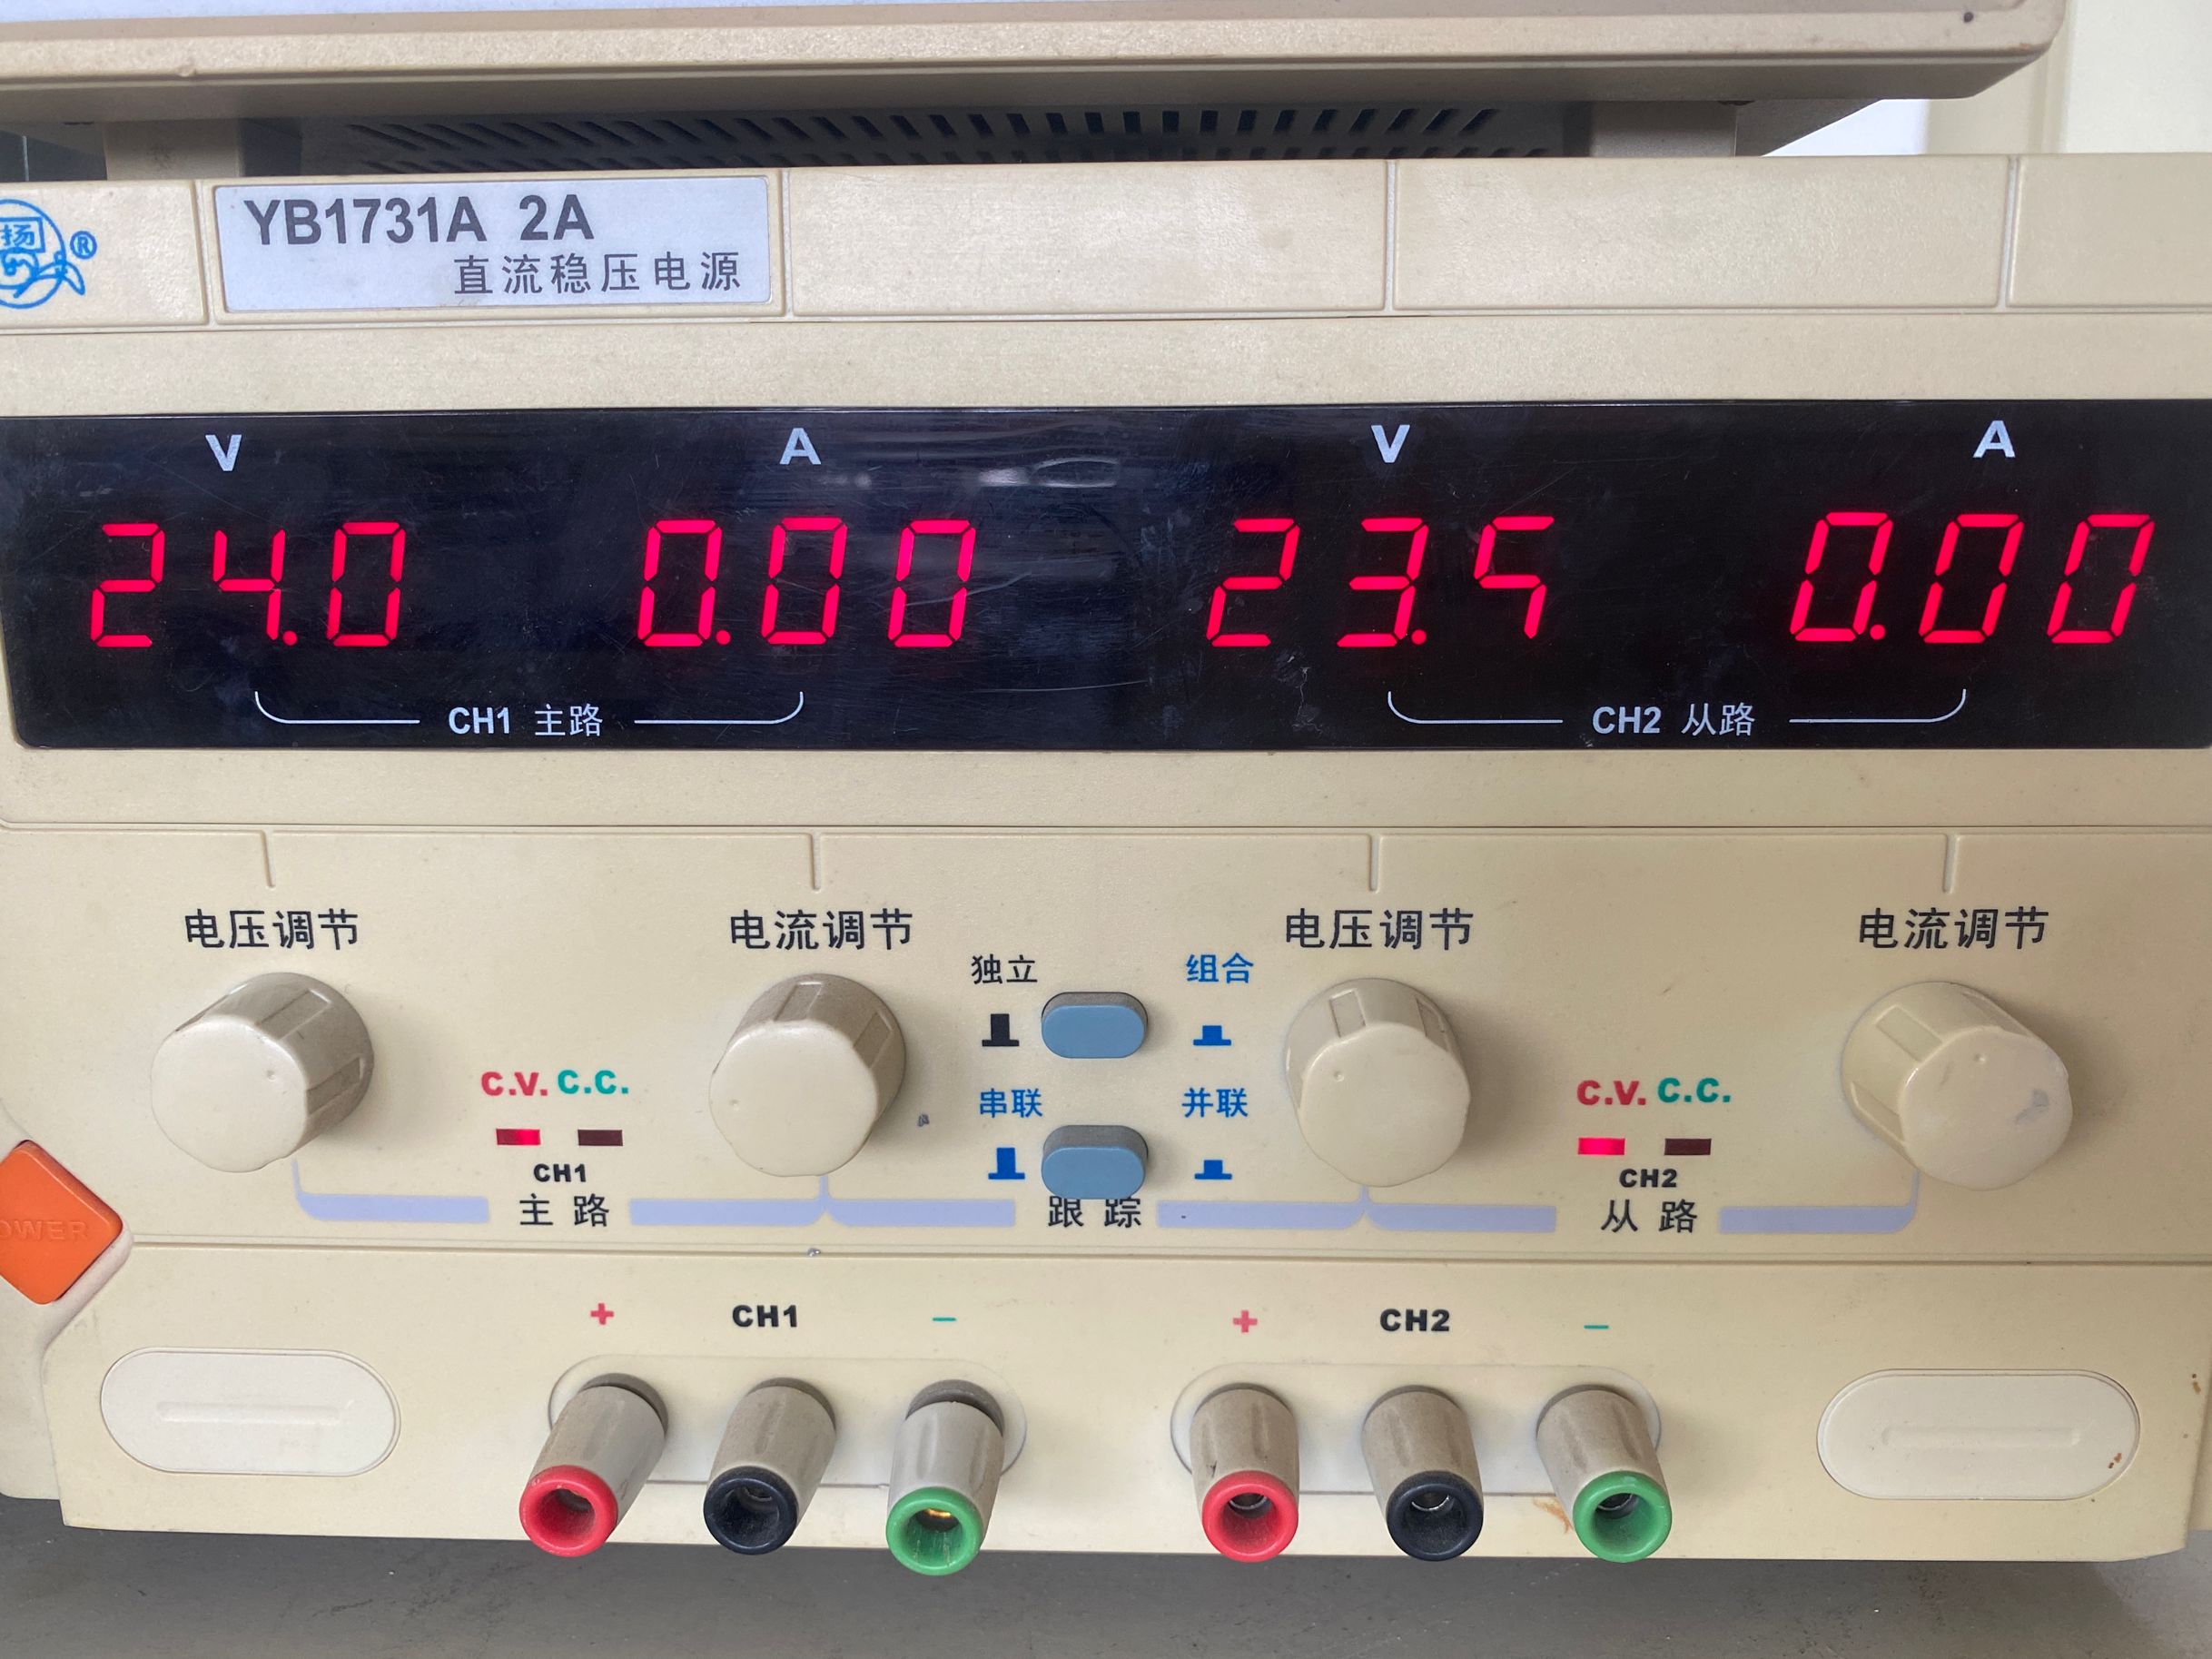 扬®
YB1731A 2A
直流稳压电源
V A V A
24.0 0.00 23.5 0.00
CH1 主路 CH2 从路
电压调节 电流调节 电压调节 电流调节
独立 组合
C.V. C.C. 串联 并联 C.V. C.C.
CH1 CH2
主路 跟踪 从路
OWER
+ CH1 − + CH2 −